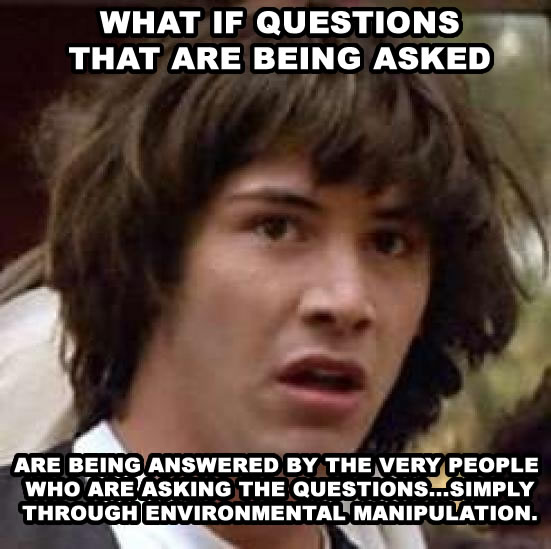 WHAT IF QUESTIONS
THAT ARE BEING ASKED
ARE BEING ANSWERED BY THE VERY PEOPLE
WHO ARE ASKING THE QUESTIONS...SIMPLY
THROUGH ENVIRONMENTAL MANIPULATION.